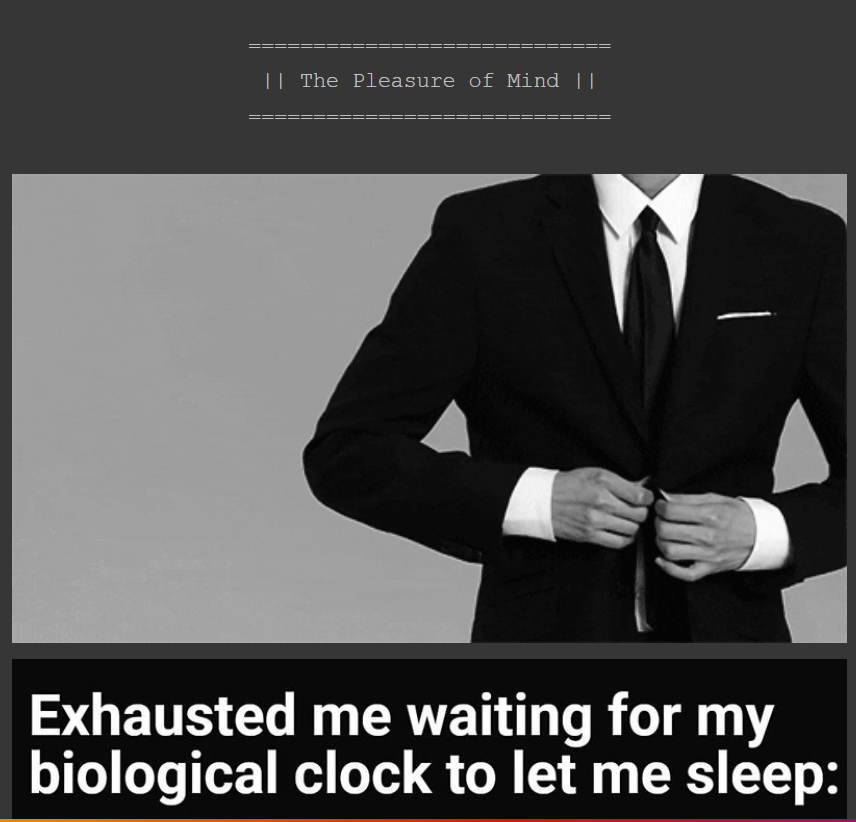 ============================
|| The Pleasure of Mind ||
============================
Exhausted me waiting for my
biological clock to let me sleep: